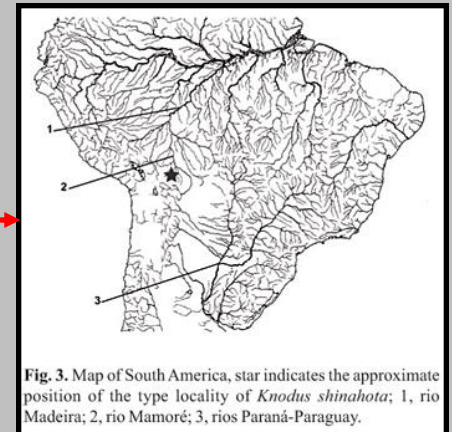 1
2
3
Fig. 3. Map of South America, star indicates the approximate
position of the type locality of Knodus shinahota; 1, rio
Madeira; 2, rio Mamoré; 3, rios Paraná-Paraguay.